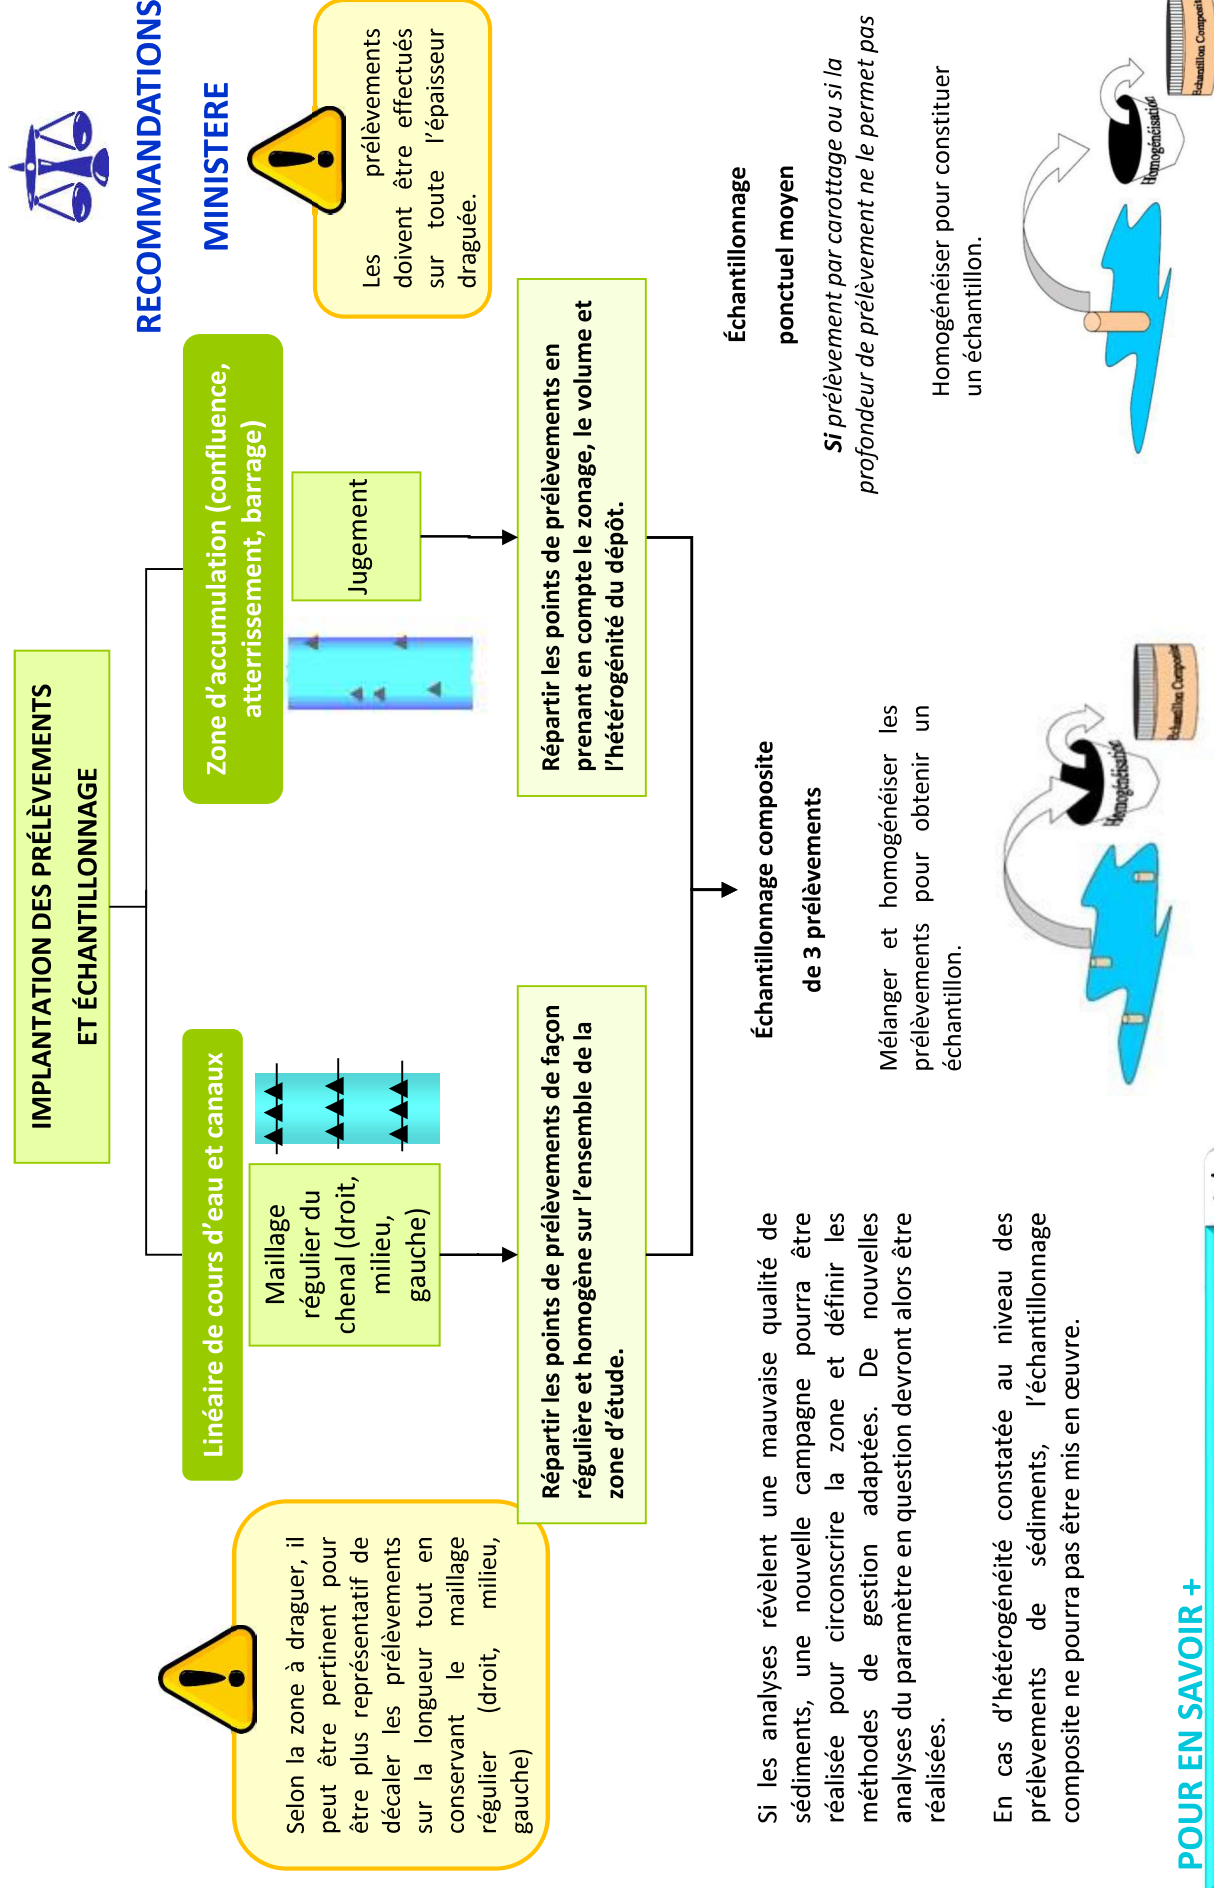 RECOMMANDATIONS
MINISTERE
IMPLANTATION DES PRÉLÈVEMENTS
ET ÉCHANTILLONNAGE
Selon la zone à draguer, il
peut être pertinent pour
être plus représentatif de
décaler les prélèvements
sur la longueur tout en
conservant le maillage
régulier (droit, milieu,
gauche)
Linéaire de cours d'eau et canaux
Maillage
régulier du
chenal (droit,
milieu,
gauche)
Répartir les points de prélèvements de façon
régulière et homogène sur l'ensemble de la
zone d'étude.
Zone d'accumulation (confluence,
atterrissement, barrage)
Jugement
Répartir les points de prélèvements en
prenant en compte le zonage, le volume et
l'hétérogénité du dépôt.
Les prélèvements
doivent être effectués
sur toute l'épaisseur
draguée.
Si les analyses révèlent une mauvaise qualité de
sédiments, une nouvelle campagne pourra être
réalisée pour circonscrire la zone et définir les
méthodes de gestion adaptées. De nouvelles
analyses du paramètre en question devront alors être
réalisées.
En cas d'hétérogénéité constatée au niveau des
prélèvements de sédiments, l'échantillonnage
composite ne pourra pas être mis en œuvre.
Échantillonnage composite
de 3 prélèvements
Mélanger et homogénéiser les
prélèvements pour obtenir un
échantillon.
Homogénéisation
Echantillon Composite
Échantillonnage
ponctuel moyen
Si prélèvement par carottage ou si la
profondeur de prélèvement ne le permet pas
Homogénéiser pour constituer
un échantillon.
Homogénéisation
Echantillon Composite
POUR EN SAVOIR +